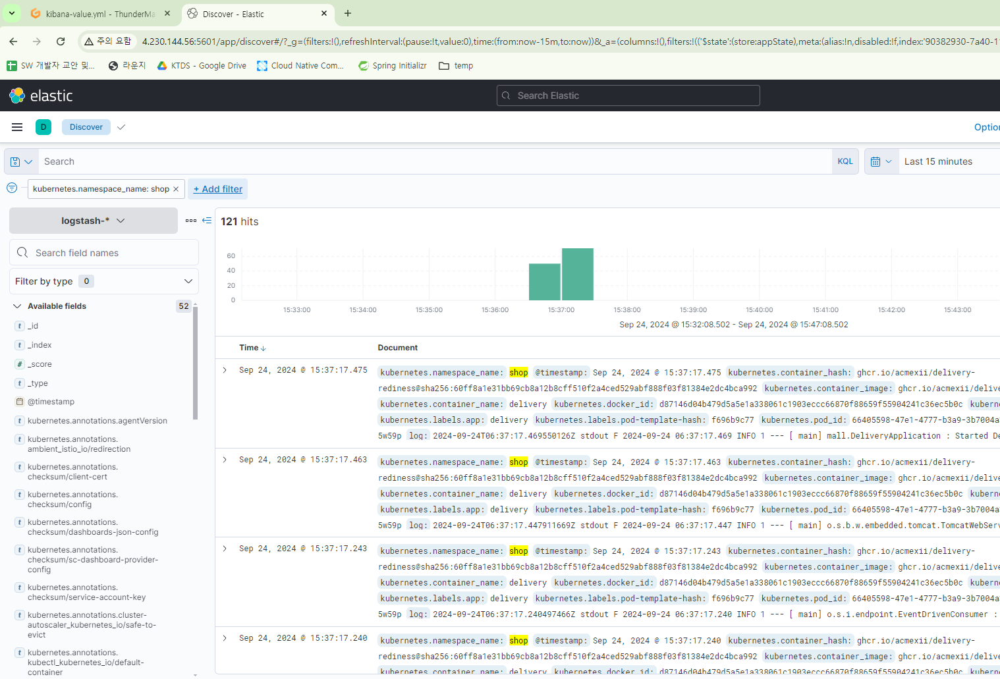 kibana-value.yml - ThunderMa
Discover - Elastic
주의 요함
4.230.144.56:5601/app/discover#/?_g=(filters:!(),refreshInterval:(pause:!t,value:0),time:(from:now-15m,to:now))&_a=(columns:!(),filters:!(('$state':(store:appState),meta:(alias:!n,disabled:!f,index:'90382930-7a40-11
SW 개발자 교안 및...
라운지
KTDS - Google Drive
Cloud Native Com...
Spring Initializr
temp
elastic
Search Elastic
D
Discover
Option
Search
KQL
Last 15 minutes
kubernetes.namespace_name: shop
+ Add filter
logstash-*
121 hits
Search field names
Filter by type 0
Available fields 52
t _id
t _index
# _score
t _type
@timestamp
t kubernetes.annotations.agentVersion
t kubernetes.annotations.
ambient_istio_io/redirection
t kubernetes.annotations.
checksum/client-cert
t kubernetes.annotations.
checksum/config
t kubernetes.annotations.
checksum/dashboards-json-config
t kubernetes.annotations.
checksum/sc-dashboard-provider-
config
t kubernetes.annotations.
checksum/service-account-key
t kubernetes.annotations.cluster-
autoscaler_kubernetes_io/safe-to-
evict
t kubernetes.annotations.
kubectl_kubernetes_io/default-
container
60
40
20
0
15:33:00 15:34:00 15:35:00 15:36:00 15:37:00 15:38:00 15:39:00 15:40:00 15:41:00 15:42:00 15:43:00
Sep 24, 2024 @ 15:32:08.502 - Sep 24, 2024 @ 15:47:08.502
Time Document
Sep 24, 2024 @ 15:37:17.475
kubernetes.namespace_name: shop @timestamp: Sep 24, 2024 @ 15:37:17.475 kubernetes.container_hash: ghcr.io/acmexii/delivery-
rediness@sha256:60ff8a1e31bb69cb8a12b8cff510f2a4ced529abf888f03f81384e2dc4bca992 kubernetes.container_image: ghcr.io/acmexii/delive
kubernetes.container_name: delivery kubernetes.docker_id: d87146d04b479d5a5e1a338061c1903eccc66870f88659f55904241c36ec5b0c kuberne
kubernetes.labels.app: delivery kubernetes.labels.pod-template-hash: f696b9c77 kubernetes.pod_id: 66405598-47e1-4777-b3a9-3b7004a
5w59p log: 2024-09-24T06:37:17.469550126Z stdout F 2024-09-24 06:37:17.469 INFO 1 --- [ main] mall.DeliveryApplication : Started De
Sep 24, 2024 @ 15:37:17.463
kubernetes.namespace_name: shop @timestamp: Sep 24, 2024 @ 15:37:17.463 kubernetes.container_hash: ghcr.io/acmexii/delivery-
rediness@sha256:60ff8a1e31bb69cb8a12b8cff510f2a4ced529abf888f03f81384e2dc4bca992 kubernetes.container_image: ghcr.io/acmexii/delive
kubernetes.container_name: delivery kubernetes.docker_id: d87146d04b479d5a5e1a338061c1903eccc66870f88659f55904241c36ec5b0c kuberne
kubernetes.labels.app: delivery kubernetes.labels.pod-template-hash: f696b9c77 kubernetes.pod_id: 66405598-47e1-4777-b3a9-3b7004a
5w59p log: 2024-09-24T06:37:17.447911669Z stdout F 2024-09-24 06:37:17.447 INFO 1 --- [ main] o.s.b.w.embedded.tomcat.TomcatWebServ
Sep 24, 2024 @ 15:37:17.243
kubernetes.namespace_name: shop @timestamp: Sep 24, 2024 @ 15:37:17.243 kubernetes.container_hash: ghcr.io/acmexii/delivery-
rediness@sha256:60ff8a1e31bb69cb8a12b8cff510f2a4ced529abf888f03f81384e2dc4bca992 kubernetes.container_image: ghcr.io/acmexii/delive
kubernetes.container_name: delivery kubernetes.docker_id: d87146d04b479d5a5e1a338061c1903eccc66870f88659f55904241c36ec5b0c kuberne
kubernetes.labels.app: delivery kubernetes.labels.pod-template-hash: f696b9c77 kubernetes.pod_id: 66405598-47e1-4777-b3a9-3b7004a
5w59p log: 2024-09-24T06:37:17.240497466Z stdout F 2024-09-24 06:37:17.240 INFO 1 --- [ main] o.s.i.endpoint.EventDrivenConsumer :
Sep 24, 2024 @ 15:37:17.240
kubernetes.namespace_name: shop @timestamp: Sep 24, 2024 @ 15:37:17.240 kubernetes.container_hash: ghcr.io/acmexii/delivery-
rediness@sha256:60ff8a1e31bb69cb8a12b8cff510f2a4ced529abf888f03f81384e2dc4bca992 kubernetes.container_image: ghcr.io/acmexii/delive
kubernetes.container_name: delivery kubernetes.docker_id: d87146d04b479d5a5e1a338061c1903eccc66870f88659f55904241c36ec5b0c kuberne